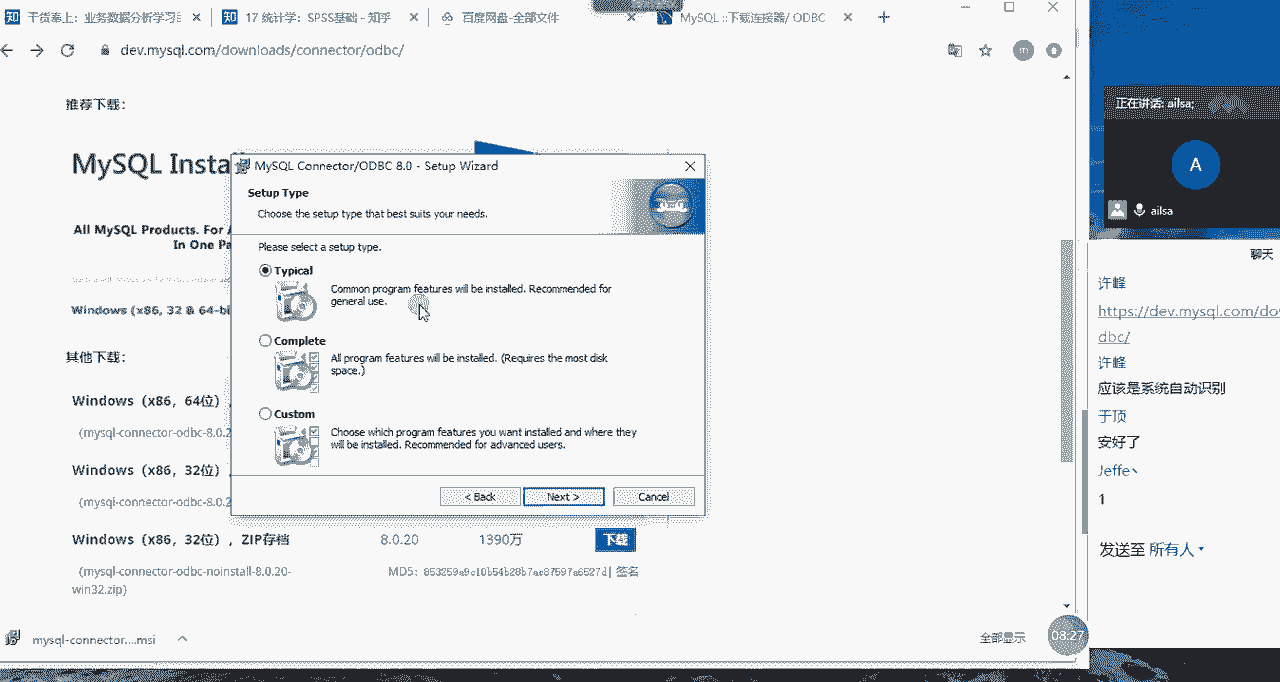 干货奉上：业务数据分析学习
17 统计学：SPSS基础 - 知乎
百度网盘-全部文件
MySQL ::下载连接器/ ODBC
dev.mysql.com/downloads/connector/odbc/
推荐下载：
正在讲话: ailsa;
MySQL Insta
MySQL Connector/ODBC 8.0 - Setup Wizard
A
Setup Type
Choose the setup type that best suits your needs.
ailsa
All MySQL Products. For
In One Pa
Please select a setup type.
聊天
Typical
Common program features will be installed. Recommended for
general use.
许峰
https://dev.mysql.com/do
dbc/
Windows (x86, 32 & 64-bi
Complete
All program features will be installed. (Requires the most disk
space.)
其他下载：
许峰
应该是系统自动识别
Windows（x86，64位）,
(mysql-connector-odbc-8.0.2
Custom
Choose which program features you want installed and where they
will be installed. Recommended for advanced users.
于顶
安好了
Windows（x86，32位）,
(mysql-connector-odbc-8.0.2
Jeffe、
1
< Back
Next >
Cancel
Windows（x86，32位）, ZIP存档
8.0.20
1390万
下载
发送至 所有人
(mysql-connector-odbc-noinstall-8.0.20-
win32.zip)
MD5：
签名
mysql-connector....msi
全部显示
08:27